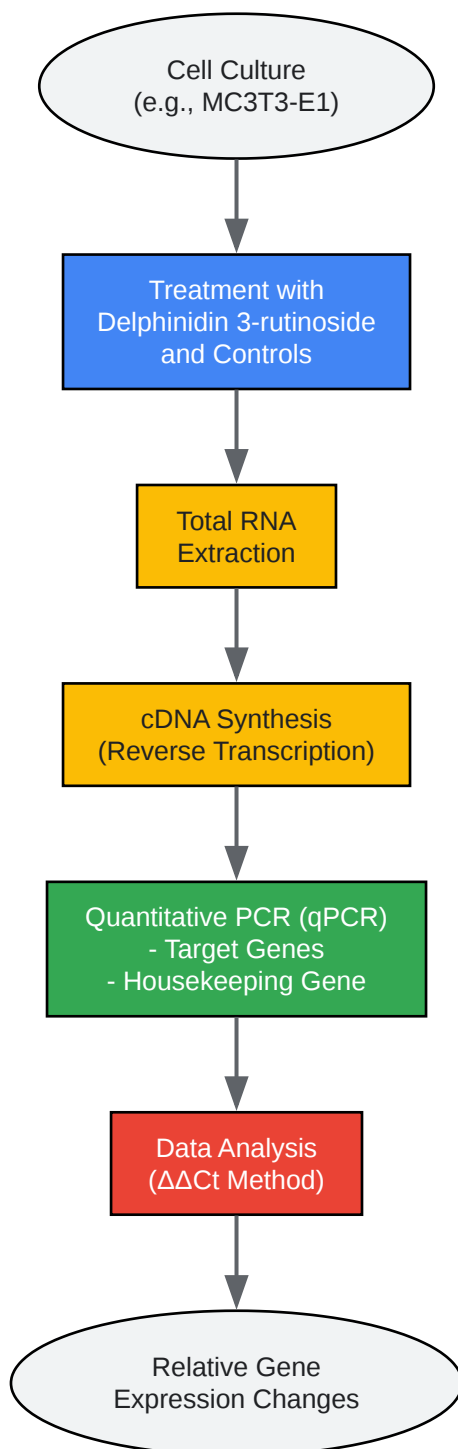 Cell Culture
(e.g., MC3T3-E1)
Treatment with
Delphinidin 3-rutinoside
and Controls
Total RNA
Extraction
cDNA Synthesis
(Reverse Transcription)
Quantitative PCR (qPCR)
- Target Genes
- Housekeeping Gene
Data Analysis
(ΔΔCt Method)
Relative Gene
Expression Changes